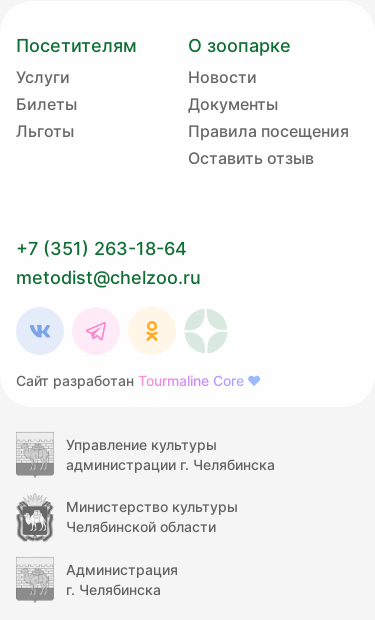 Посетителям
Услуги
Билеты
Льготы
О зоопарке
Новости
Документы
Правила посещения
Оставить отзыв
+7 (351) 263-18-64
metodist@chelzoo.ru
Сайт разработан Tourmaline Core
Управление культуры
администрации г. Челябинска
Министерство культуры
Челябинской области
Администрация
г. Челябинска